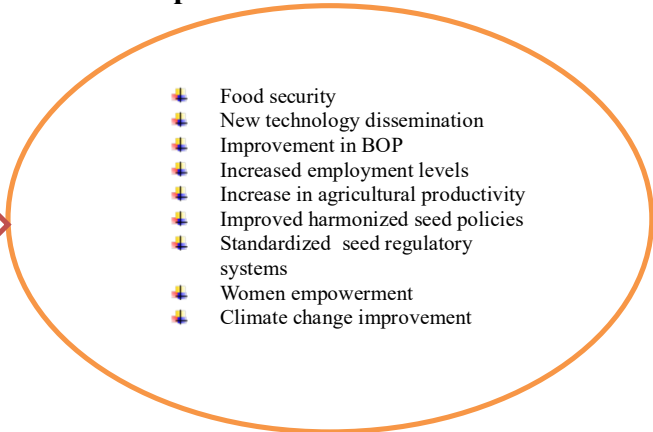 Food security
New technology dissemination
Improvement in BOP
Increased employment levels
Increase in agricultural productivity
Improved harmonized seed policies
Standardized seed regulatory
systems
Women empowerment
Climate change improvement